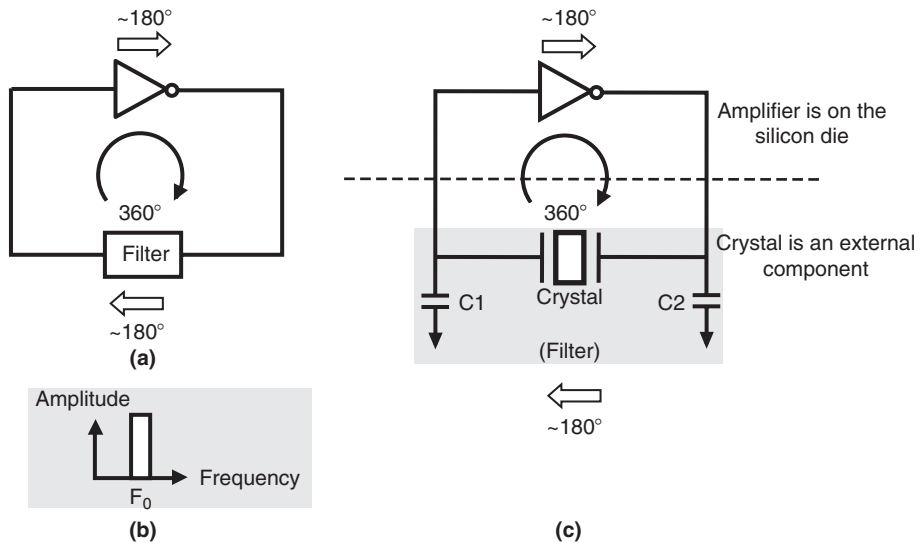 ~180°
360°
Filter
~180°
(a)
Amplitude
Frequency
F₀
(b)
~180°
Amplifier is on the
silicon die
360°
Crystal is an external
component
C1
Crystal
C2
(Filter)
~180°
(c)